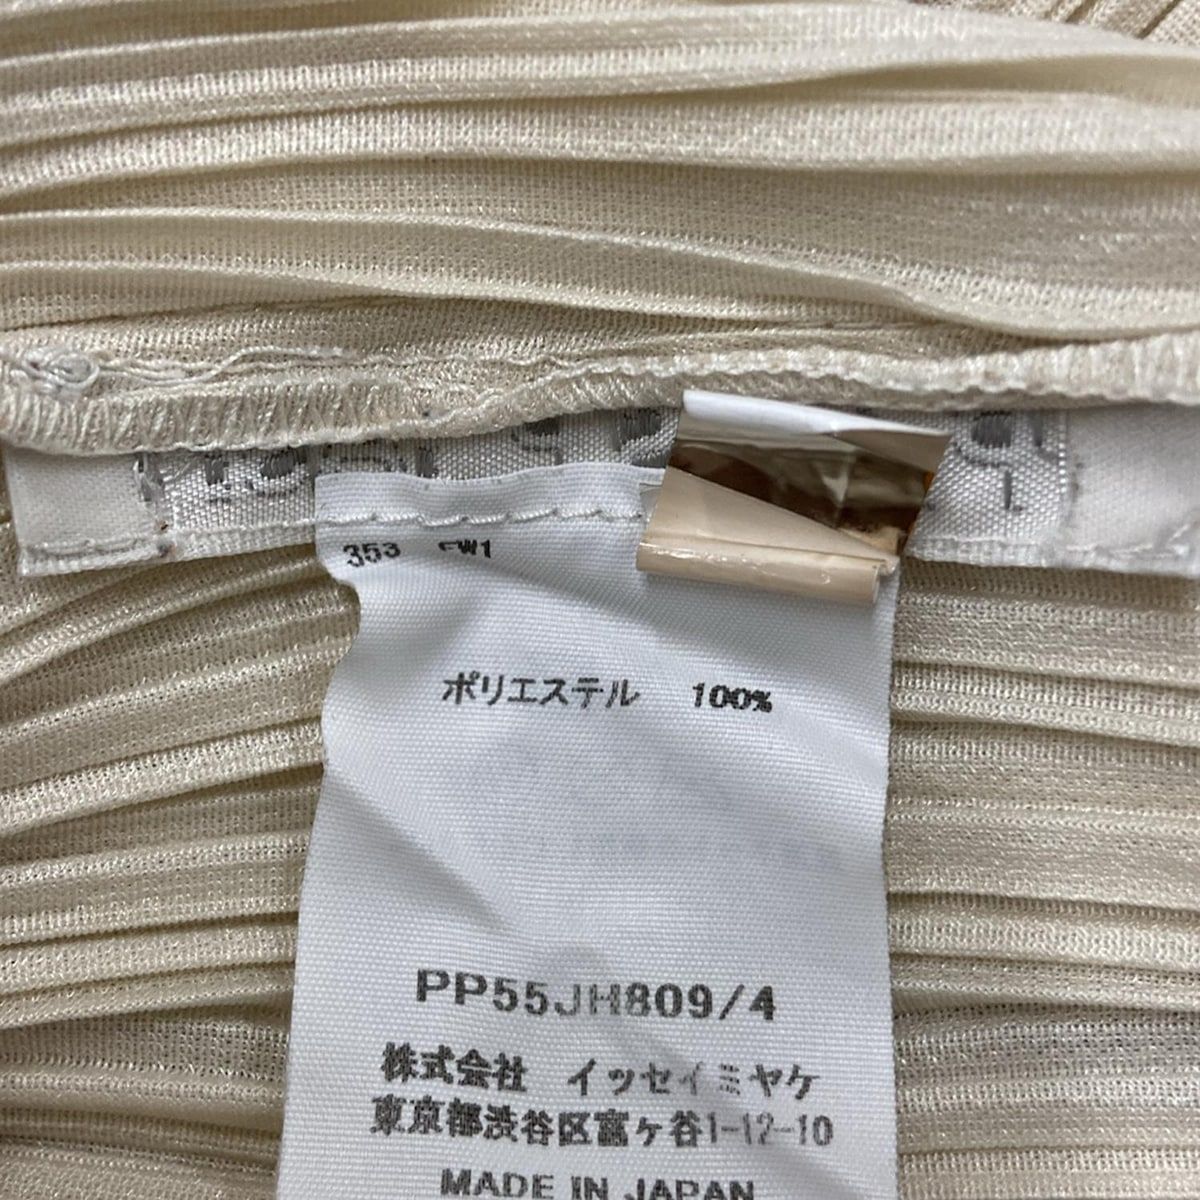 353
ポリエステル 100%
PP55JH809/4
株式会社 イッセイミヤケ
東京都渋谷区富ヶ谷1-12-10
MADE IN JAPAN